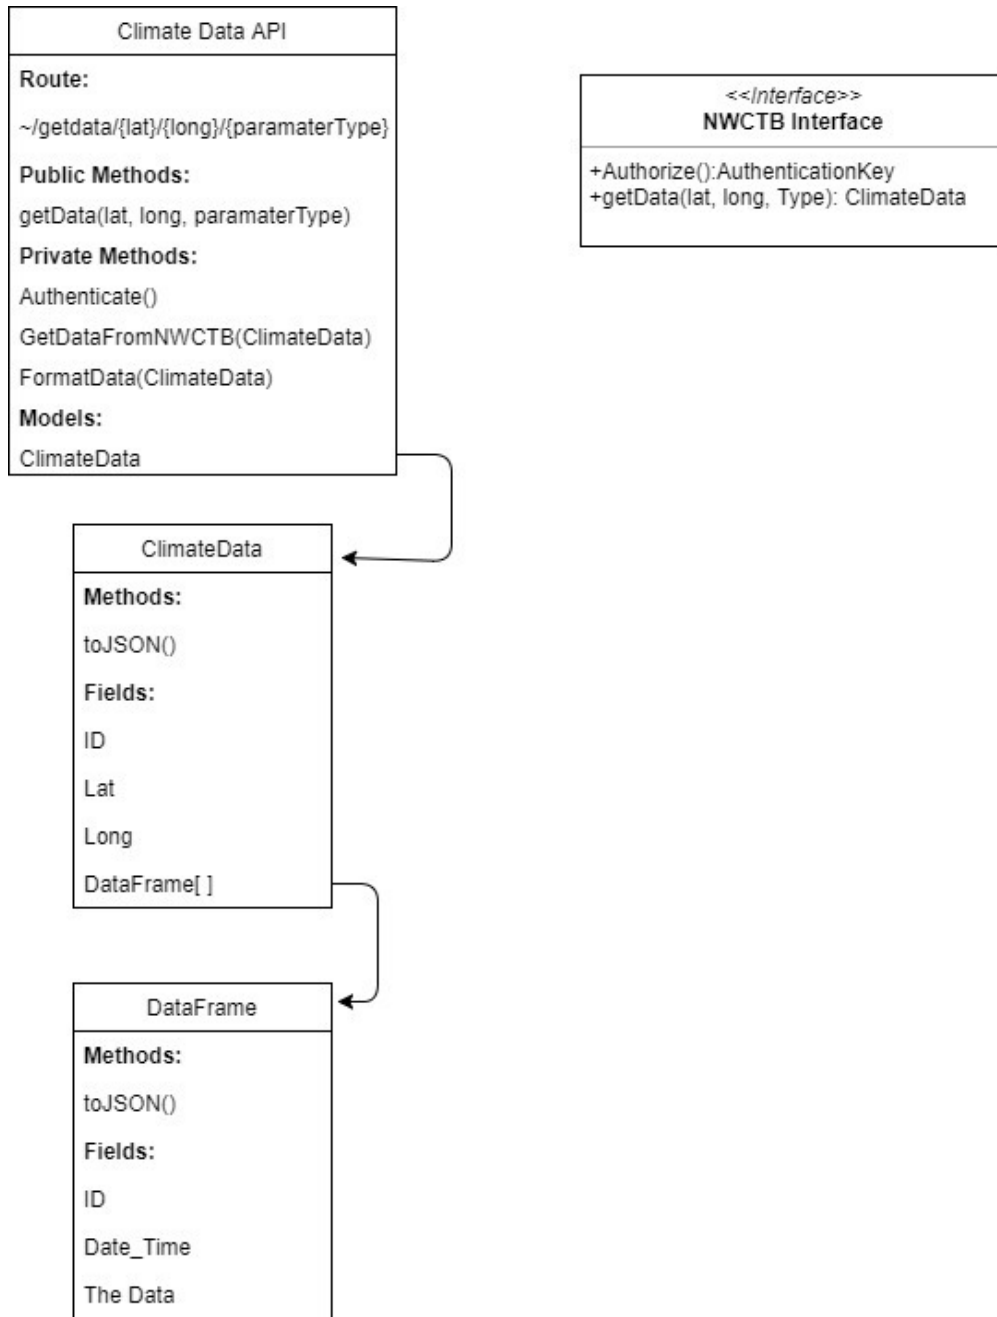 Climate Data API
Route:
~/getdata/{lat}/{long}/{paramaterType}
Public Methods:
getData(lat, long, paramaterType)
Private Methods:
Authenticate()
GetDataFromNWCTB(ClimateData)
FormatData(ClimateData)
Models:
ClimateData
<<Interface>>
NWCTB Interface
+Authorize():AuthenticationKey
+getData(lat, long, Type): ClimateData
ClimateData
Methods:
toJSON()
Fields:
ID
Lat
Long
DataFrame[ ]
DataFrame
Methods:
toJSON()
Fields:
ID
Date_Time
The Data